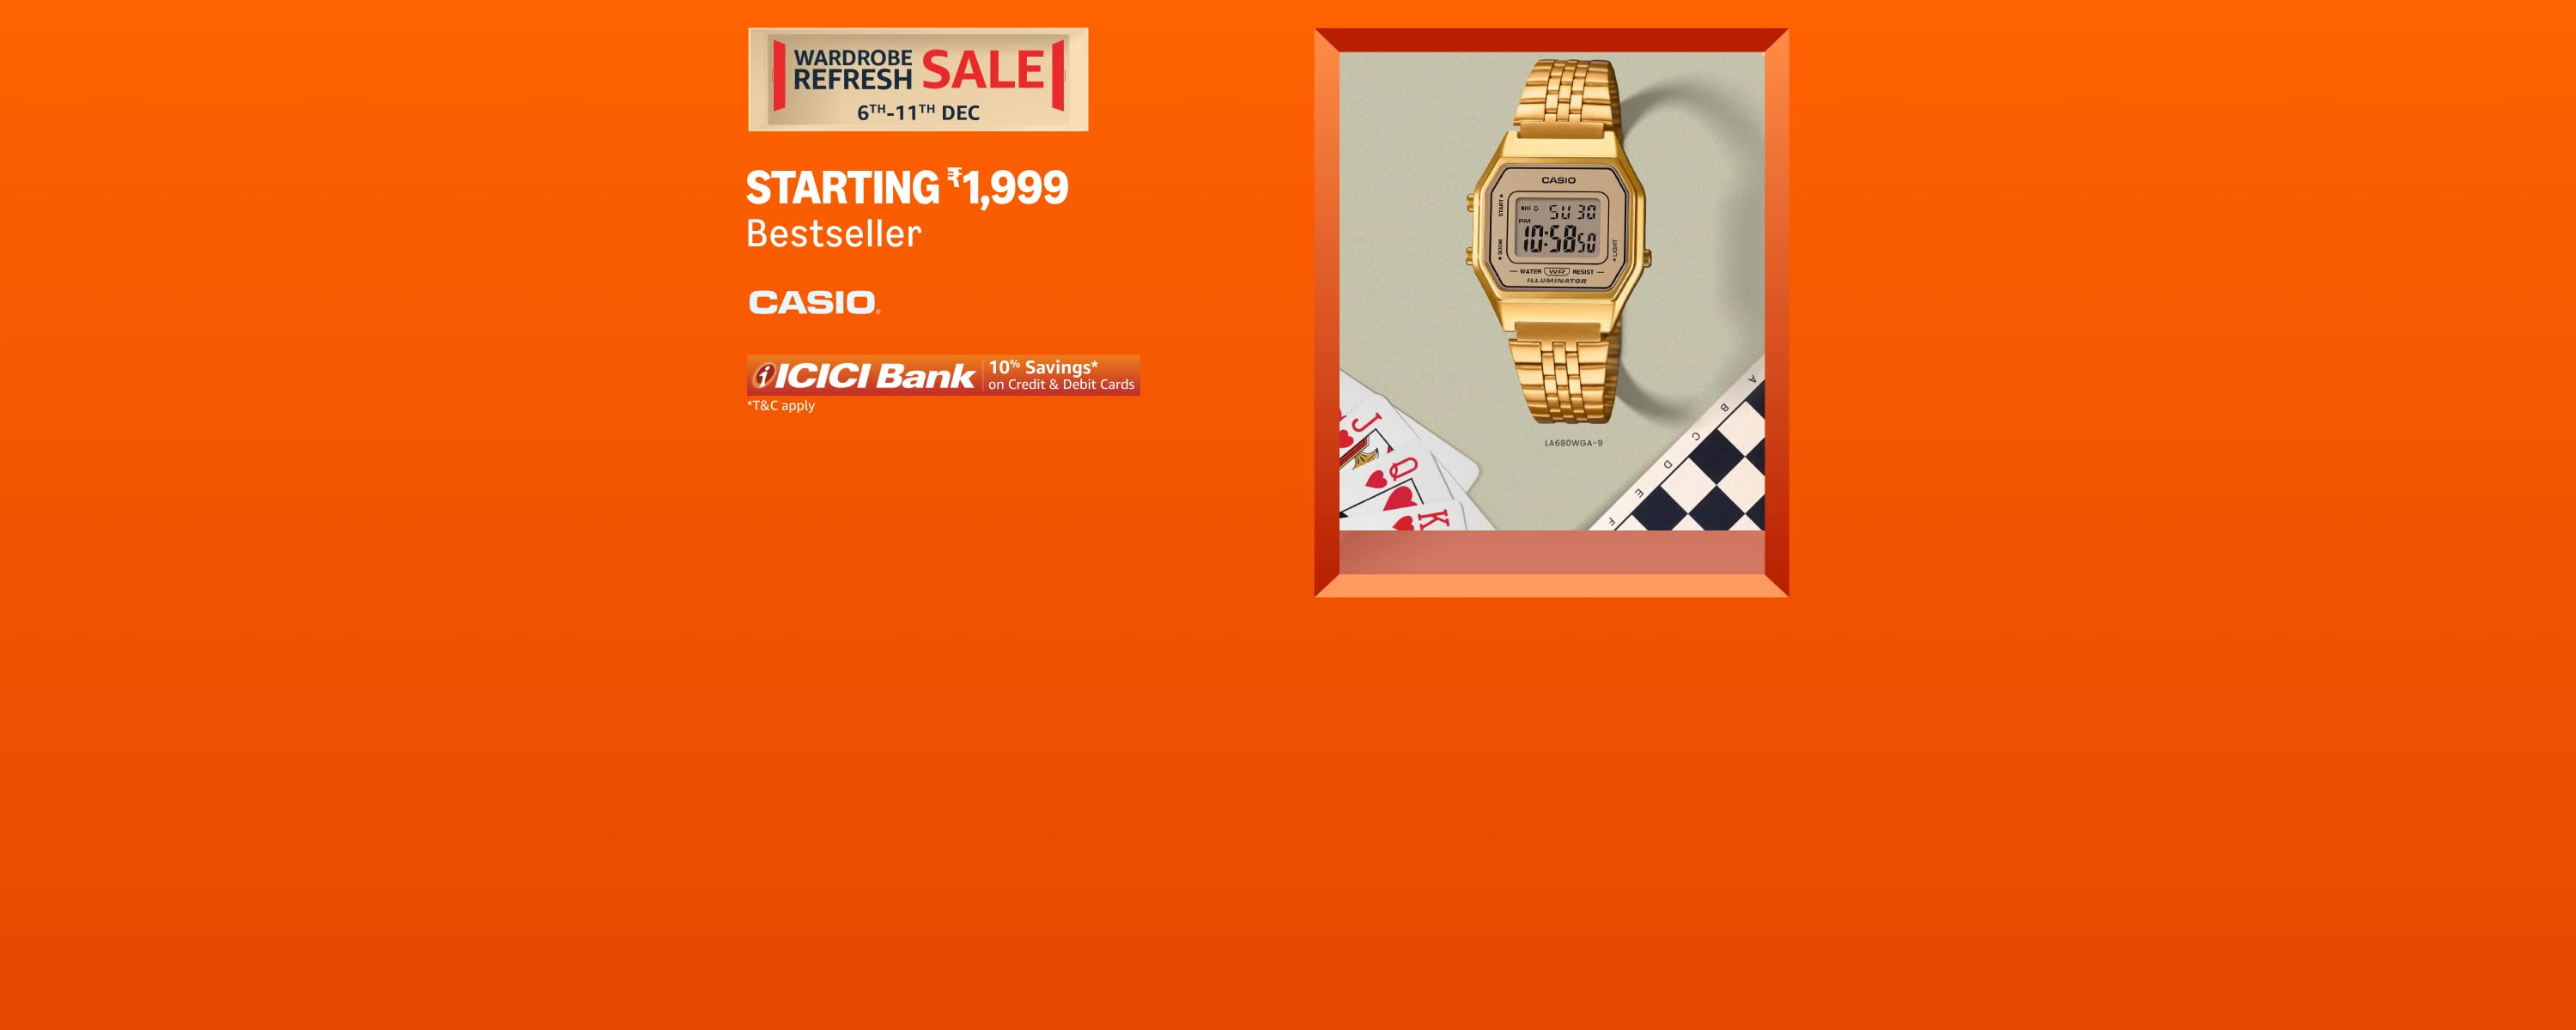 WARDROBE
REFRESH SALE
6TH-11TH DEC
STARTING ₹1,999
Bestseller
CASIO®
ICICI Bank
10% Savings*
on Credit & Debit Cards
*T&C apply
CASIO
START
SU 30
PM
10:58 50
MODE
LIGHT
WATER WR RESIST
ILLUMINATOR
LA680WGA-9
J
Q
K
A
B
C
D
E
F